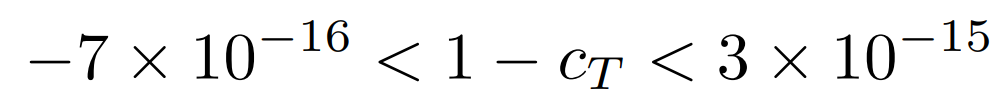 −7 × 10⁻¹⁶ < 1 − c_T < 3 × 10⁻¹⁵